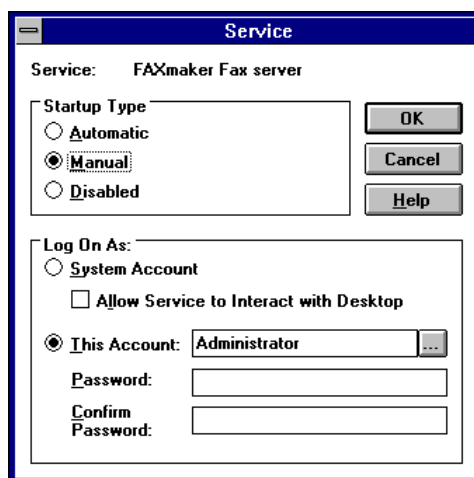 Service
Service: FAXmaker Fax server
Startup Type
Automatic
Manual
Disabled
OK
Cancel
Help
Log On As:
System Account
Allow Service to Interact with Desktop
This Account: Administrator ...
Password:
Confirm
Password: